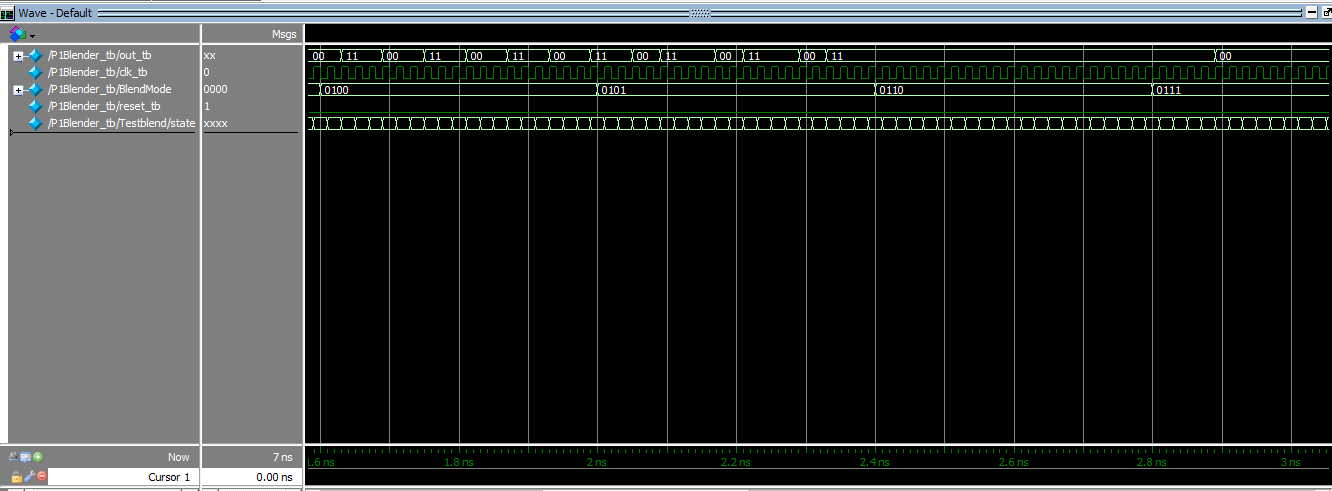 Wave - Default
Msgs
/P1Blender_tb/out_tb xx 00 11 00 11 00 11 00 11 00 11 00 11 00 11 00
/P1Blender_tb/clk_tb 0
/P1Blender_tb/BlendMode 0000 0100 0101 0110 0111
/P1Blender_tb/reset_tb 1
/P1Blender_tb/Testblend/state xxxx
Now 7 ns 1.6 ns 1.8 ns 2 ns 2.2 ns 2.4 ns 2.6 ns 2.8 ns 3 ns
Cursor 1 0.00 ns